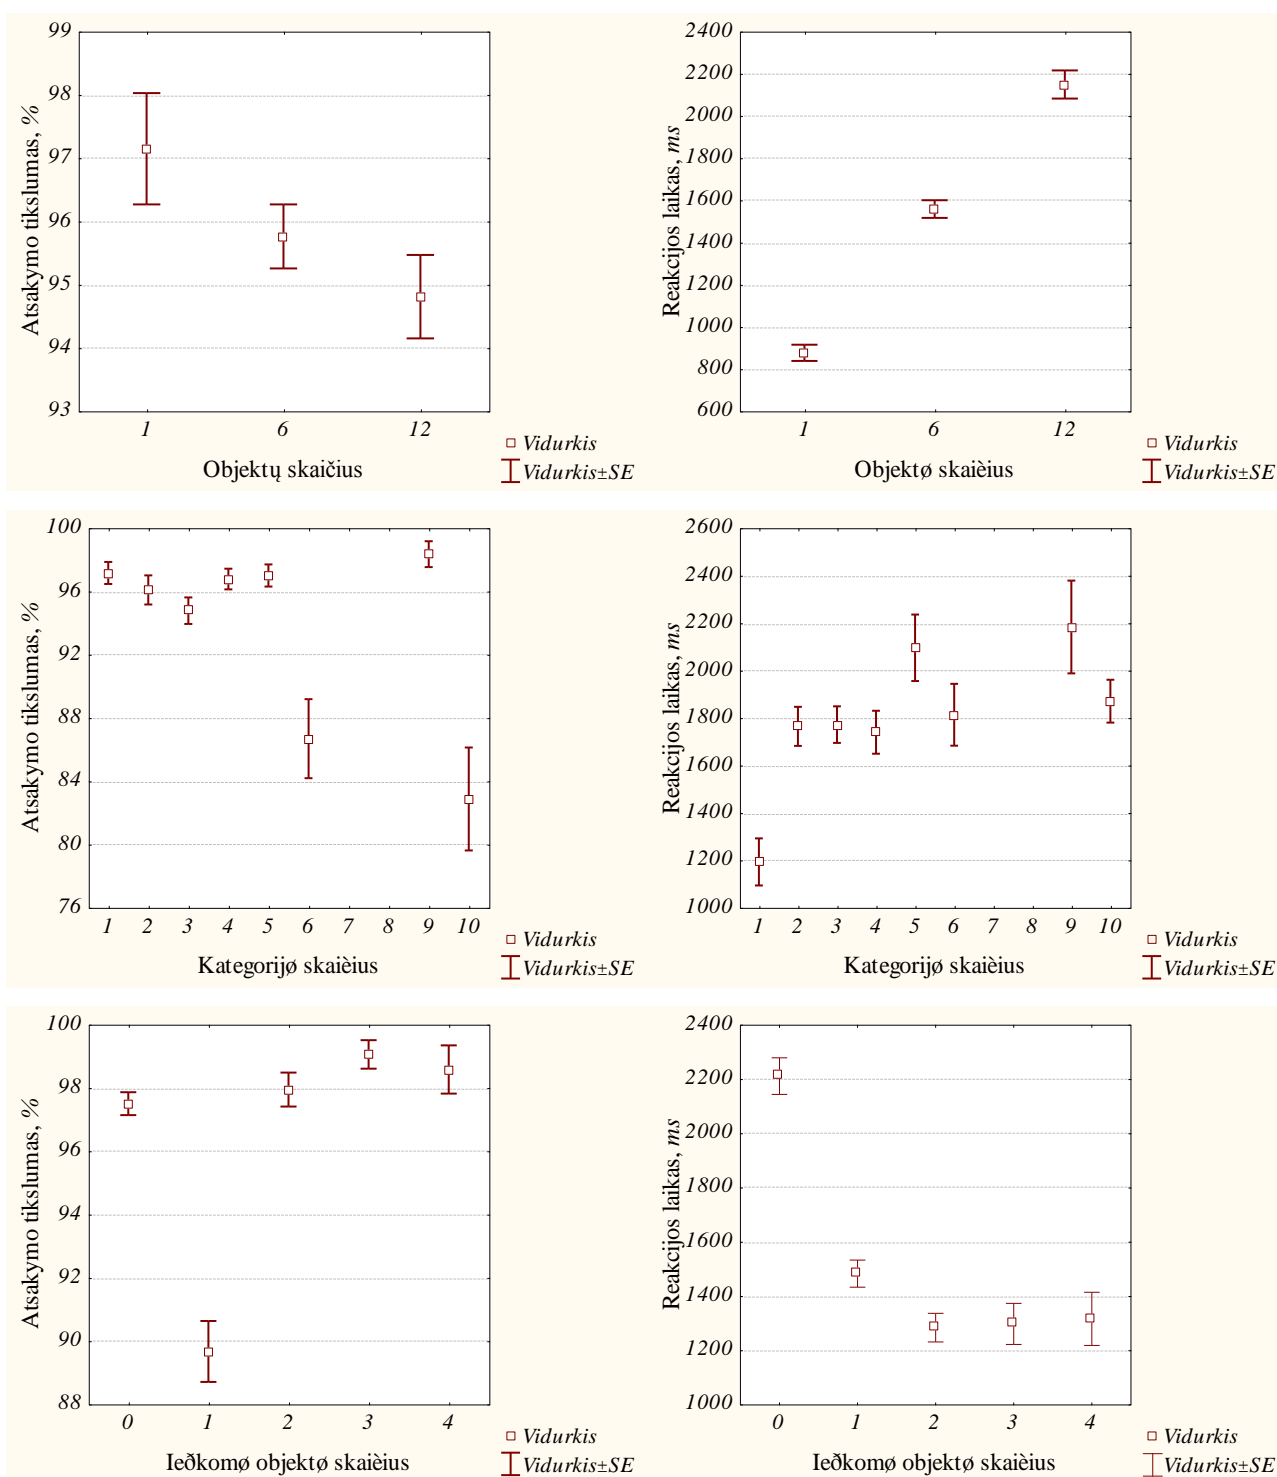 Atsakymo tikslumas, %
99
98
97
96
95
94
93
1 6 12
Objektų skaičius
Vidurkis
Vidurkis±SE
Reakcijos laikas, ms
2400
2200
2000
1800
1600
1400
1200
1000
800
600
1 6 12
Objektø skaièius
Vidurkis
Vidurkis±SE
Atsakymo tikslumas, %
100
96
92
88
84
80
76
1 2 3 4 5 6 7 8 9 10
Kategorijø skaièius
Vidurkis
Vidurkis±SE
Reakcijos laikas, ms
2600
2400
2200
2000
1800
1600
1400
1200
1000
1 2 3 4 5 6 7 8 9 10
Kategorijø skaièius
Vidurkis
Vidurkis±SE
Atsakymo tikslumas, %
100
98
96
94
92
90
88
0 1 2 3 4
Ieðkomø objektø skaièius
Vidurkis
Vidurkis±SE
Reakcijos laikas, ms
2400
2200
2000
1800
1600
1400
1200
1000
0 1 2 3 4
Ieðkomø objektø skaièius
Vidurkis
Vidurkis±SE